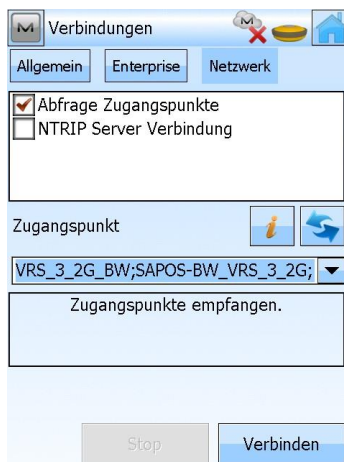 Verbindungen
Allgemein Enterprise Netzwerk
Abfrage Zugangspunkte
NTRIP Server Verbindung
Zugangspunkt
VRS_3_2G_BW;SAPOS-BW_VRS_3_2G;
Zugangspunkte empfangen.
Stop Verbinden